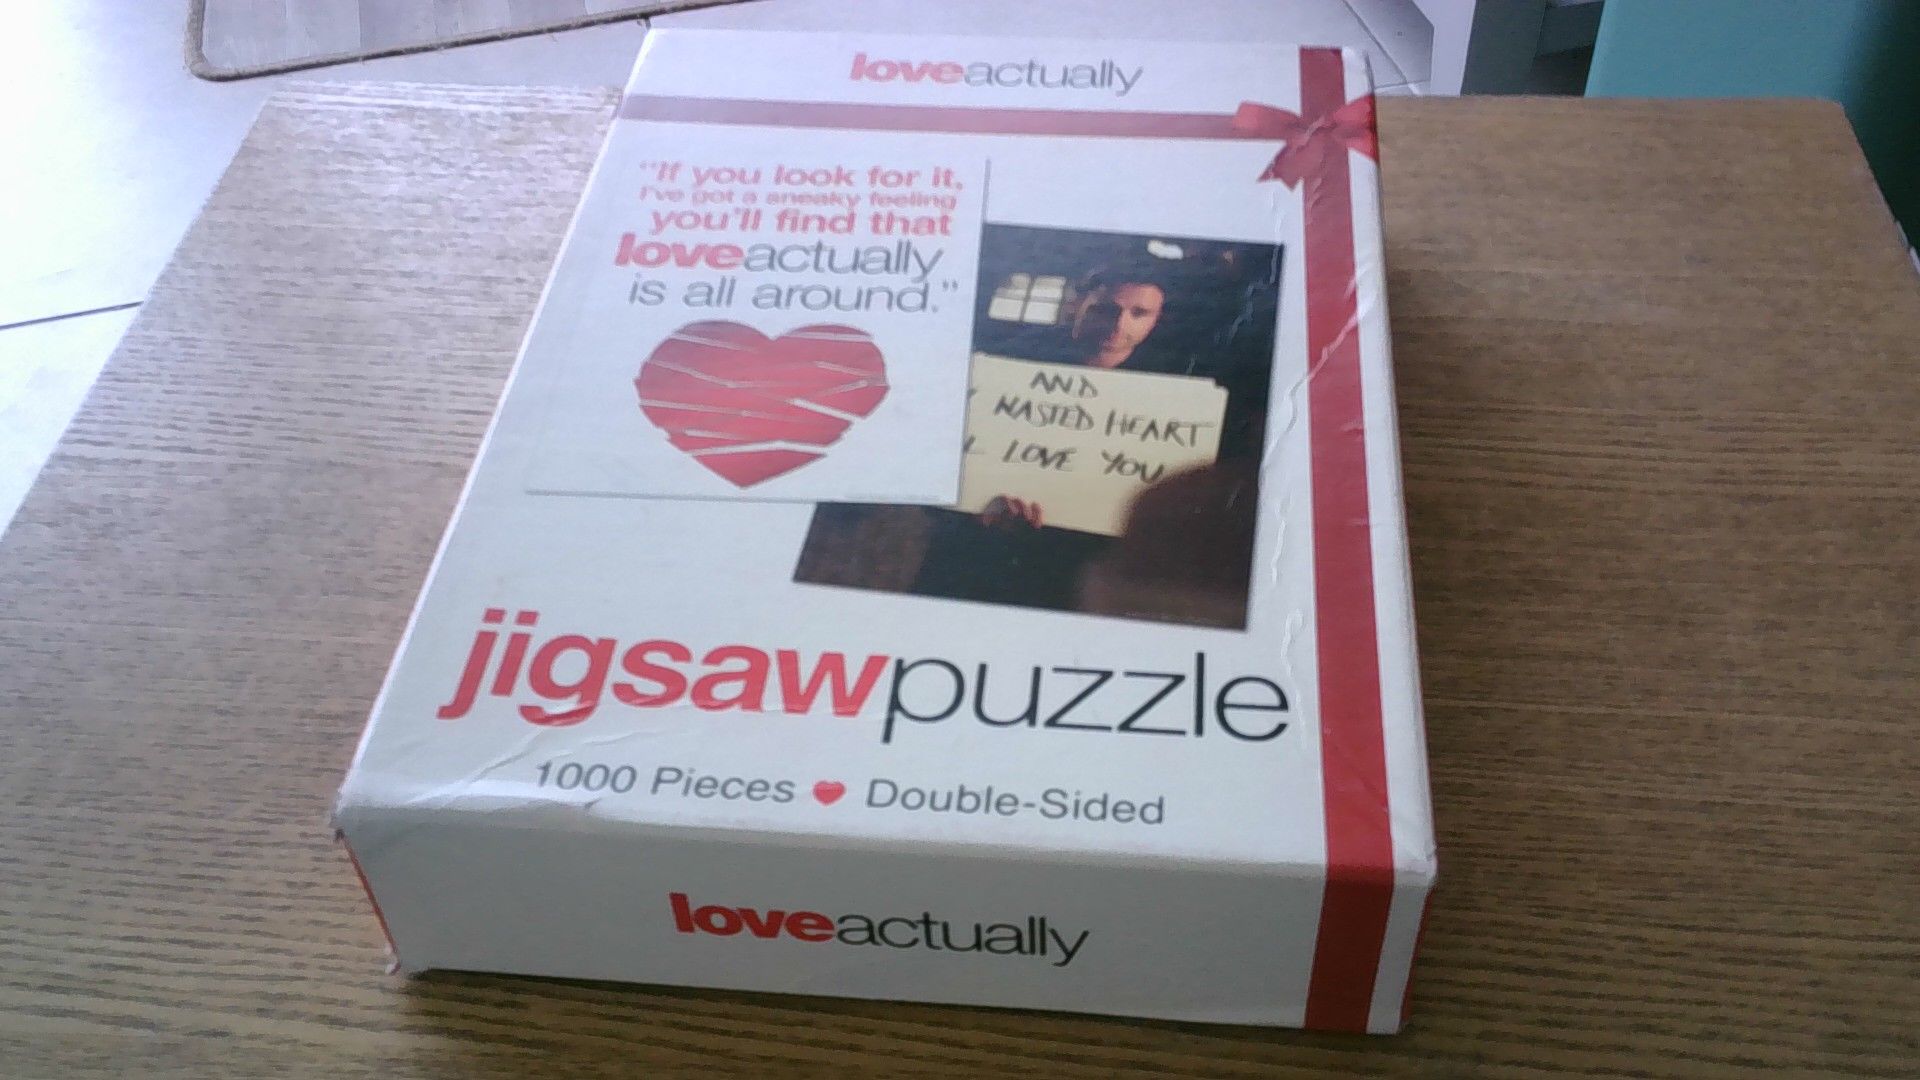 loveactually
"If you look for it,
I've got a sneaky feeling
you'll find that
loveactually
is all around."
AND
WASTED HEART
LOVE YOU
jigsawpuzzle
1000 Pieces ♥ Double-Sided
loveactually